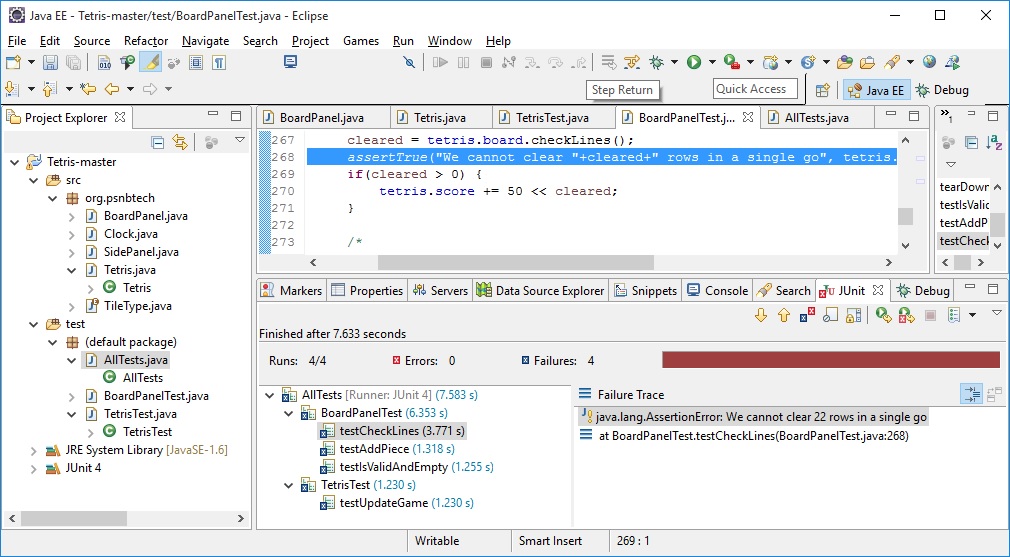 Java EE - Tetris-master/test/BoardPanelTest.java - Eclipse
File Edit Source Refactor Navigate Search Project Games Run Window Help
Step Return
Quick Access
Java EE
Debug
Project Explorer
Tetris-master
src
org.psnbtech
BoardPanel.java
Clock.java
SidePanel.java
Tetris.java
Tetris
TileType.java
test
(default package)
AllTests.java
AllTests
BoardPanelTest.java
TetrisTest.java
TetrisTest
JRE System Library [JavaSE-1.6]
JUnit 4
BoardPanel.java Tetris.java TetrisTest.java BoardPanelTest.j... AllTests.java
267 cleared = tetris.board.checkLines();
268 assertTrue("We cannot clear "+cleared+" rows in a single go", tetris.
269 if(cleared > 0) {
270 tetris.score += 50 << cleared;
271 }
272
273 /*
»1
tearDown
testIsValid
testAddP
testCheck
Markers Properties Servers Data Source Explorer Snippets Console Search JUnit Debug
Finished after 7.633 seconds
Runs: 4/4 Errors: 0 Failures: 4
AllTests [Runner: JUnit 4] (7.583 s)
BoardPanelTest (6.353 s)
testCheckLines (3.771 s)
testAddPiece (1.318 s)
testIsValidAndEmpty (1.255 s)
TetrisTest (1.230 s)
testUpdateGame (1.230 s)
Failure Trace
java.lang.AssertionError: We cannot clear 22 rows in a single go
at BoardPanelTest.testCheckLines(BoardPanelTest.java:268)
Writable Smart Insert 269 : 1